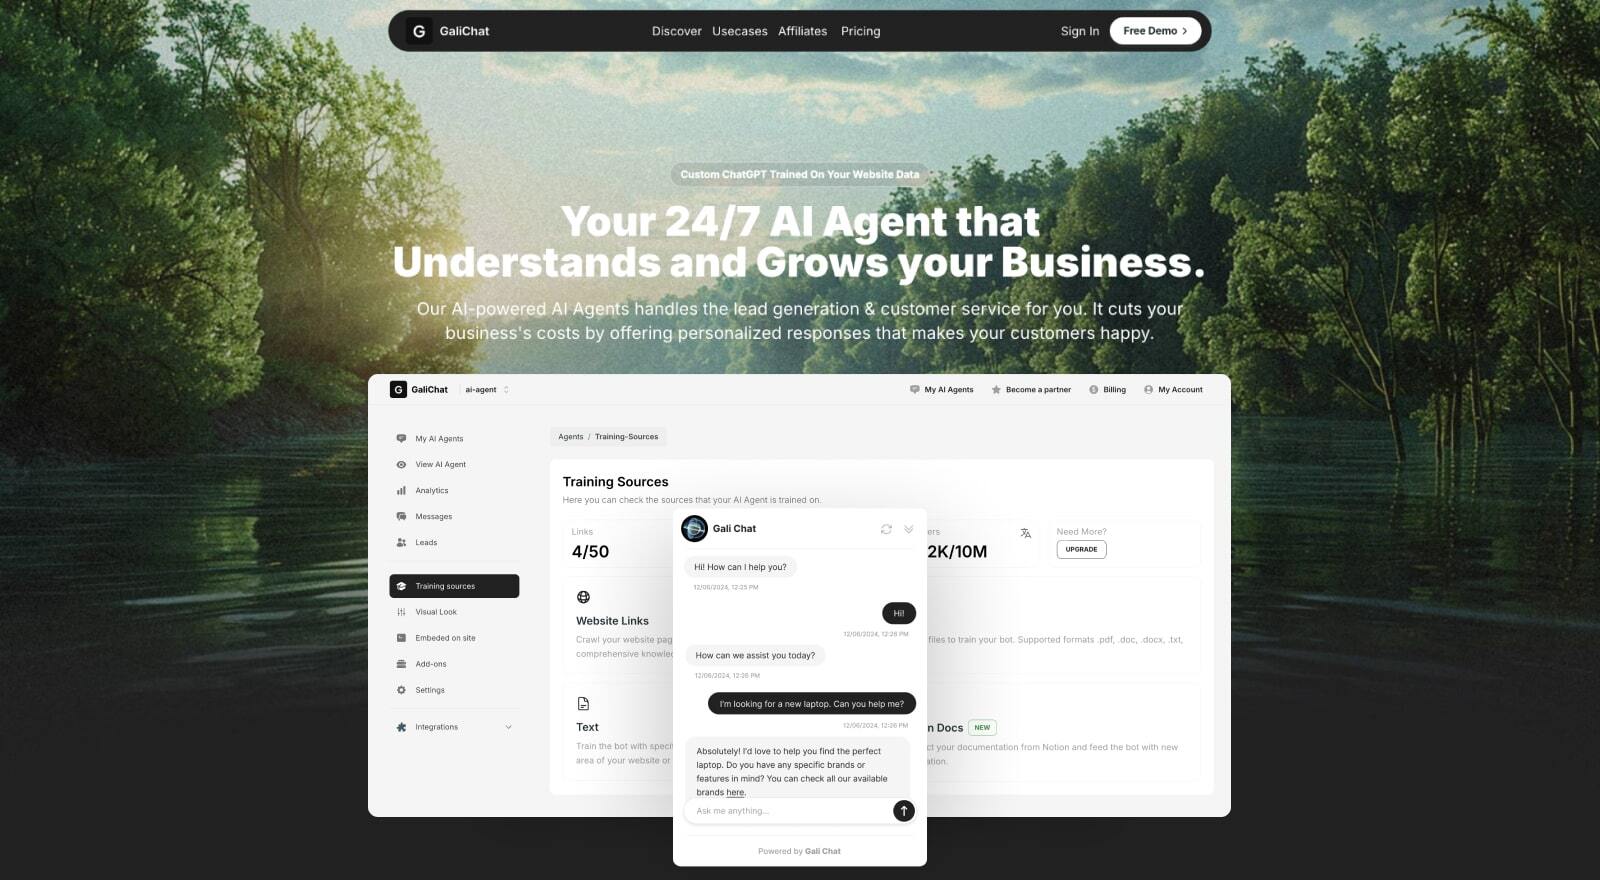 G GaliChat
Discover Usecases Affiliates Pricing
Sign In
Free Demo
Custom ChatGPT Trained On Your Website Data
Your 24/7 AI Agent that
Understands and Grows your Business.
Our AI-powered AI Agents handles the lead generation & customer service for you. It cuts your
business's costs by offering personalized responses that makes your customers happy.
G GaliChat
ai-agent
My AI Agents
Become a partner
Billing
My Account
My AI Agents
View AI Agent
Analytics
Messages
Leads
Training sources
Visual Look
Embeded on site
Add-ons
Settings
Integrations
Agents / Training-Sources
Training Sources
Here you can check the sources that your AI Agent is trained on.
Links
4/50
ers
2K/10M
Need More?
UPGRADE
Website Links
Crawl your website pag
comprehensive knowle
files to train your bot. Supported formats .pdf, .doc, .docx, .txt,
Text
Train the bot with speci
area of your website or
n Docs NEW
ct your documentation from Notion and feed the bot with new
ation.
Gali Chat
Hi! How can I help you?
12/06/2024, 12:25 PM
Hi!
12/06/2024, 12:26 PM
How can we assist you today?
12/06/2024, 12:26 PM
I'm looking for a new laptop. Can you help me?
12/06/2024, 12:26 PM
Absolutely! I'd love to help you find the perfect
laptop. Do you have any specific brands or
features in mind? You can check all our available
brands here.
Ask me anything...
Powered by Gali Chat